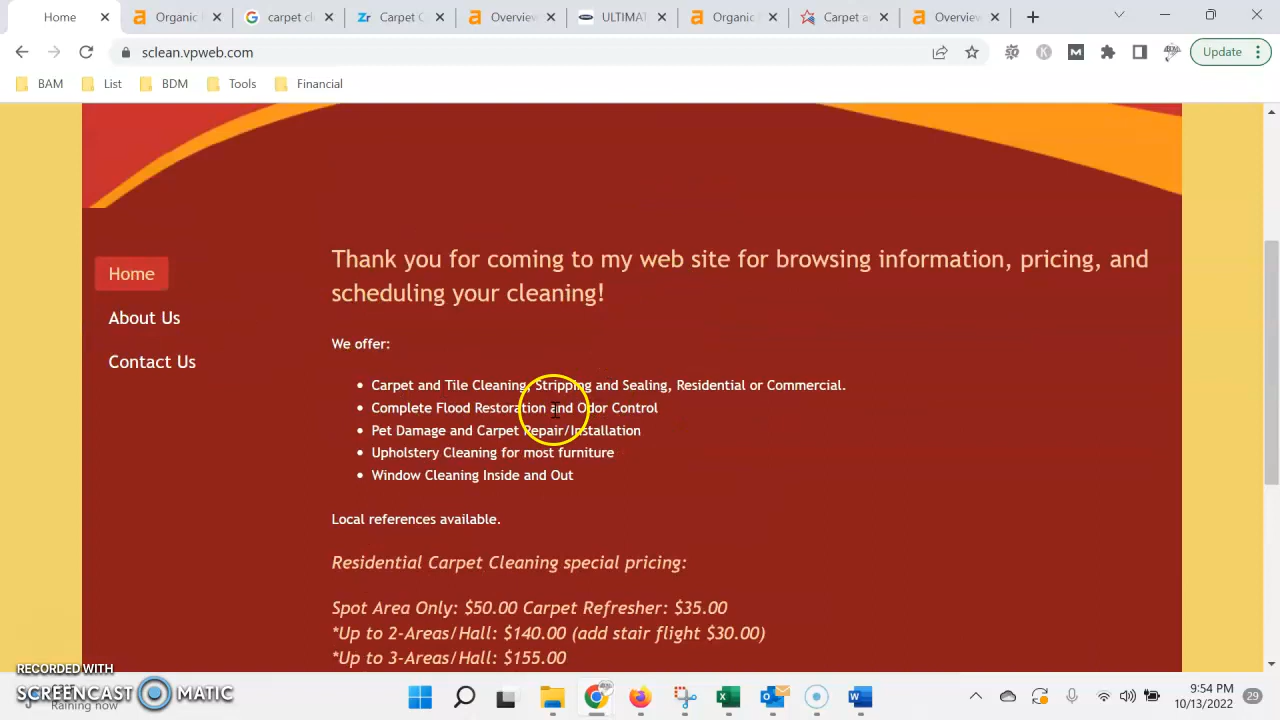 Home
Organic
carpet cl
Carpet C
Overview
ULTIMAT
Organic
Carpet a
Overview
sclean.vpweb.com
Update
BAM
List
BDM
Tools
Financial
Home
About Us
Contact Us
Thank you for coming to my web site for browsing information, pricing, and
scheduling your cleaning!
We offer:
• Carpet and Tile Cleaning, Stripping and Sealing, Residential or Commercial.
• Complete Flood Restoration and Odor Control
• Pet Damage and Carpet Repair/Installation
• Upholstery Cleaning for most furniture
• Window Cleaning Inside and Out
Local references available.
Residential Carpet Cleaning special pricing:
Spot Area Only: $50.00 Carpet Refresher: $35.00
*Up to 2-Areas/Hall: $140.00 (add stair flight $30.00)
*Up to 3-Areas/Hall: $155.00
RECORDED WITH
SCREENCAST MATIC
Raining now
9:54 PM
10/13/2022
29